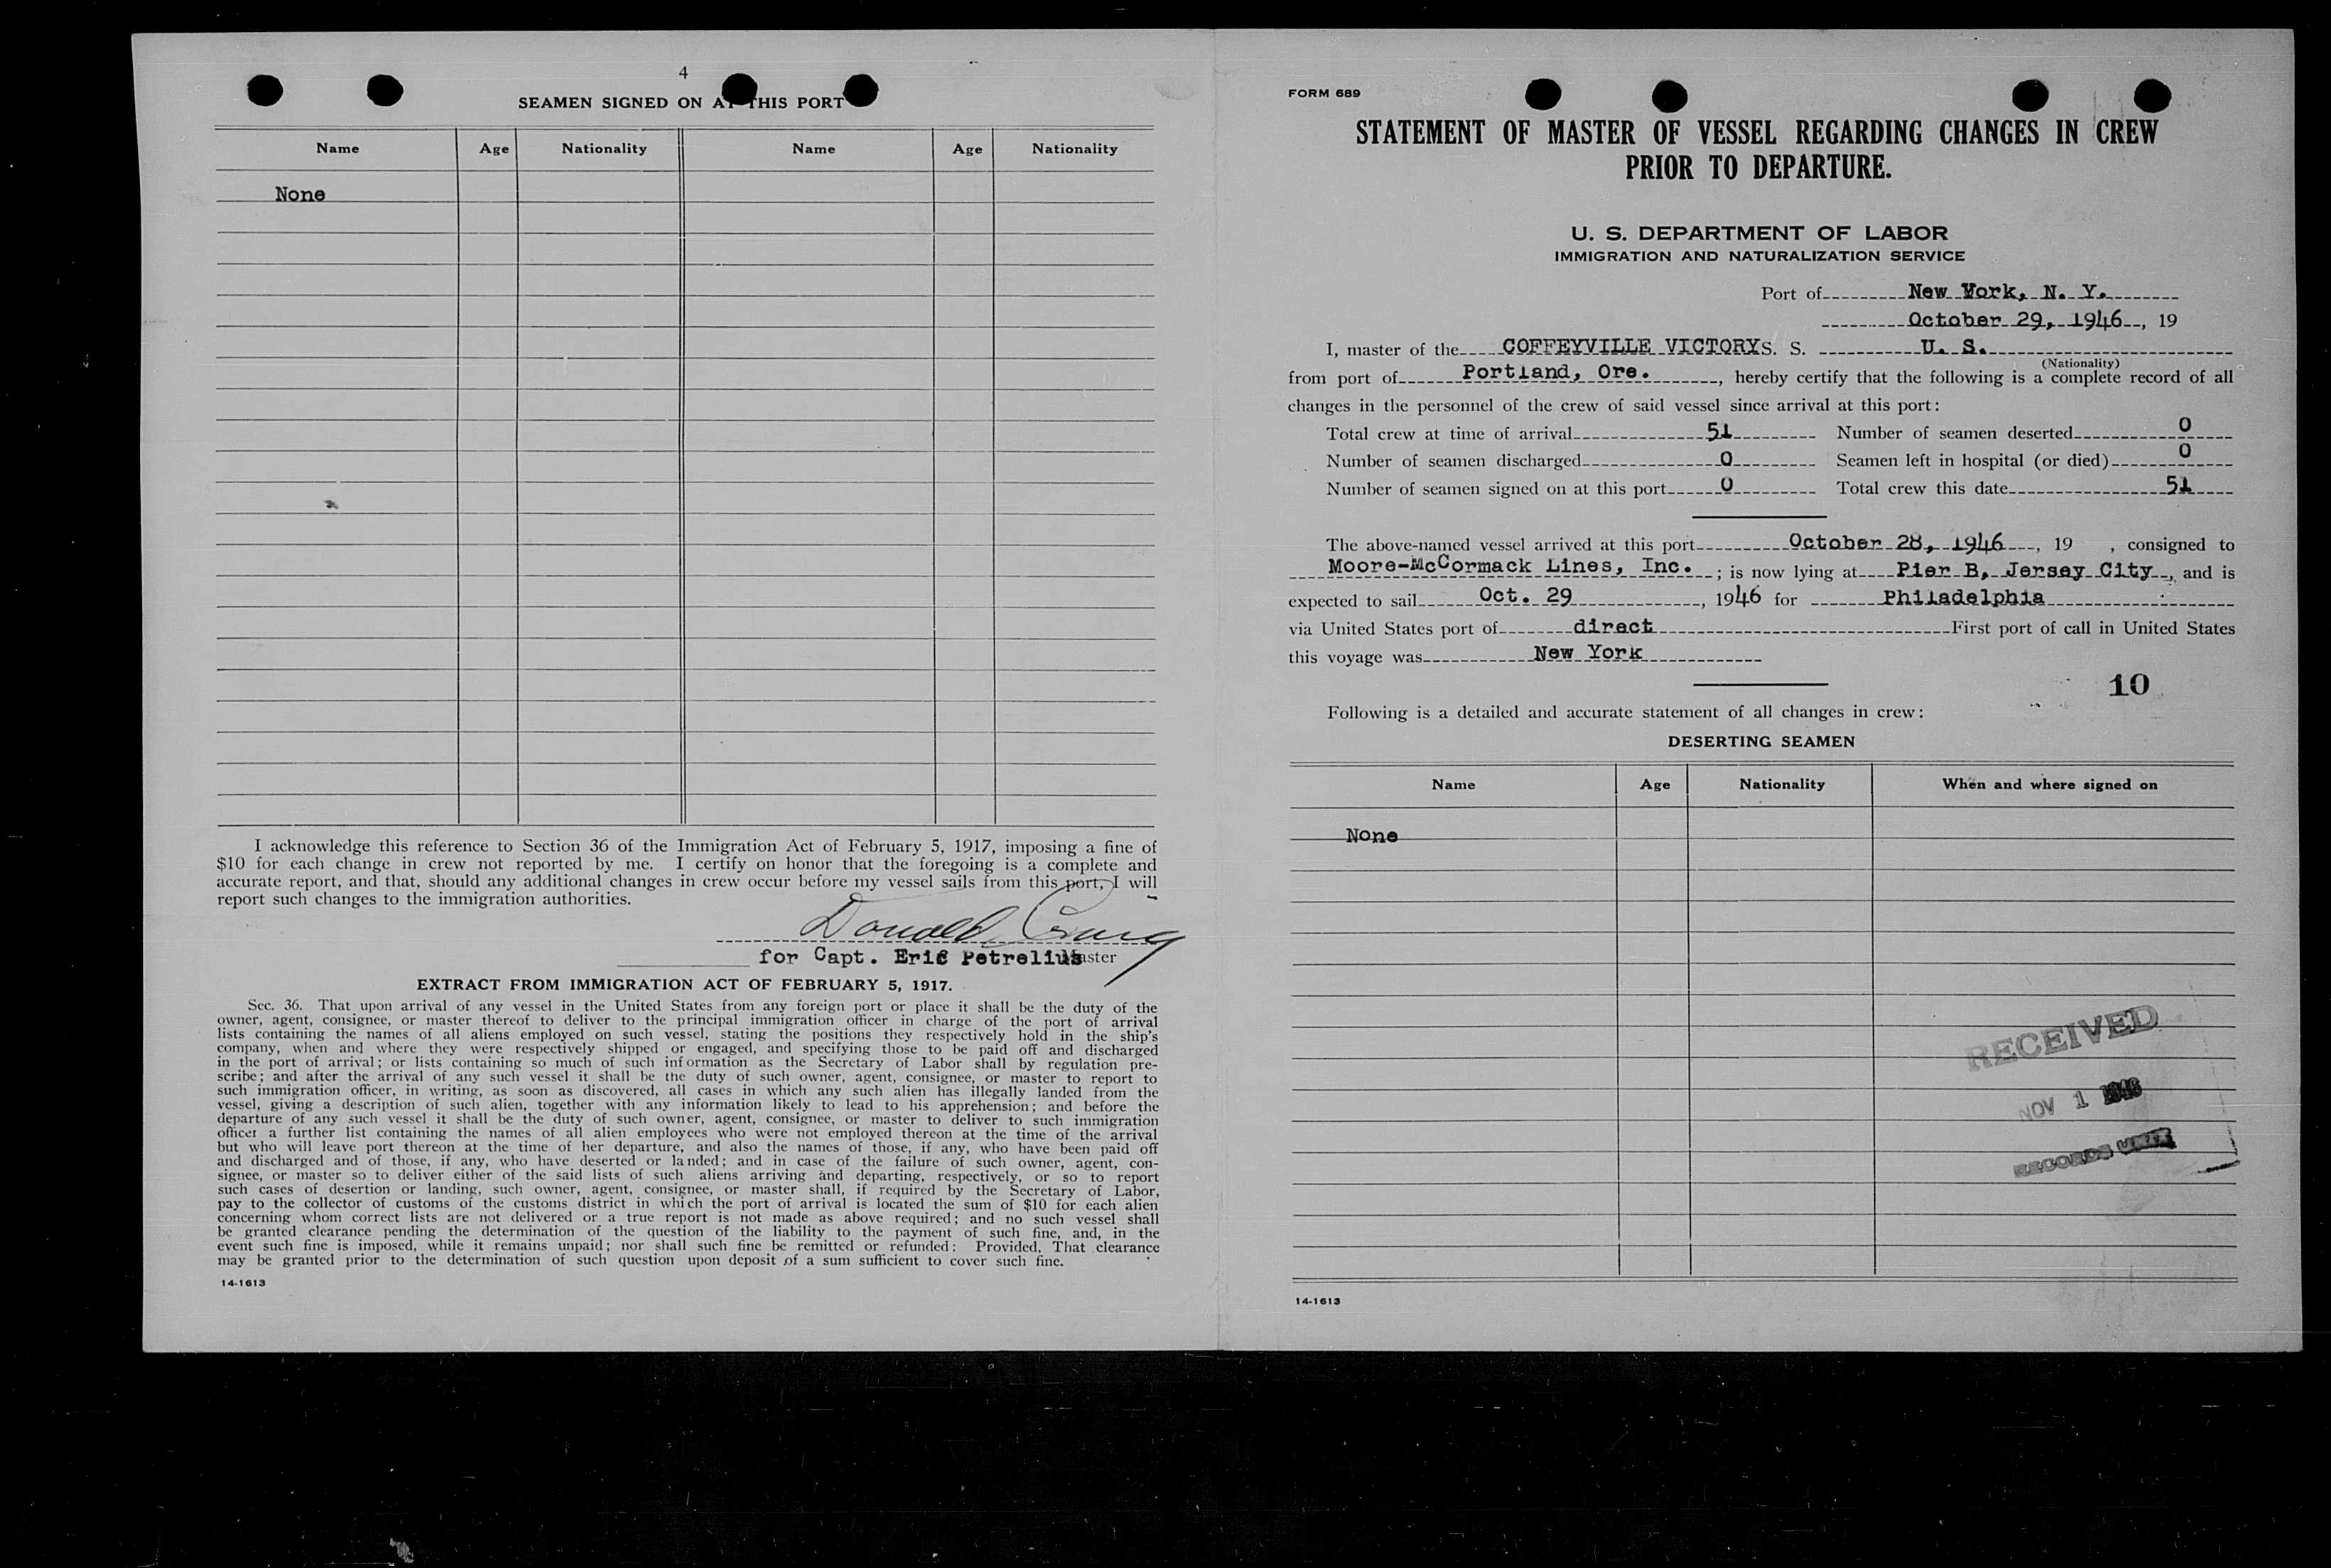 4
SEAMEN SIGNED ON AT THIS PORT
Name Age Nationality Name Age Nationality
None
I acknowledge this reference to Section 36 of the Immigration Act of February 5, 1917, imposing a fine of
$10 for each change in crew not reported by me. I certify on honor that the foregoing is a complete and
accurate report, and that, should any additional changes in crew occur before my vessel sails from this port, I will
report such changes to the immigration authorities.
Donald Craig
for Capt. Eric Petrelius Master
EXTRACT FROM IMMIGRATION ACT OF FEBRUARY 5, 1917.
Sec. 36. That upon arrival of any vessel in the United States from any foreign port or place it shall be the duty of the
owner, agent, consignee, or master thereof to deliver to the principal immigration officer in charge of the port of arrival
lists containing the names of all aliens employed on such vessel, stating the positions they respectively hold in the ship's
company, when and where they were respectively shipped or engaged, and specifying those to be paid off and discharged
in the port of arrival; or lists containing so much of such information as the Secretary of Labor shall by regulation pre-
scribe; and after the arrival of any such vessel it shall be the duty of such owner, agent, consignee, or master to report to
such immigration officer, in writing, as soon as discovered, all cases in which any such alien has illegally landed from the
vessel, giving a description of such alien, together with any information likely to lead to his apprehension; and before the
departure of any such vessel it shall be the duty of such owner, agent, consignee, or master to deliver to such immigration
officer a further list containing the names of all alien employees who were not employed thereon at the time of the arrival
but who will leave port thereon at the time of her departure, and also the names of those, if any, who have been paid off
and discharged and of those, if any, who have deserted or landed; and in case of the failure of such owner, agent, con-
signee, or master so to deliver either of the said lists of such aliens arriving and departing, respectively, or so to report
such cases of desertion or landing, such owner, agent, consignee, or master shall, if required by the Secretary of Labor,
pay to the collector of customs of the customs district in which the port of arrival is located the sum of $10 for each alien
concerning whom correct lists are not delivered or a true report is not made as above required; and no such vessel shall
be granted clearance pending the determination of the question of the liability to the payment of such fine, and, in the
event such fine is imposed, while it remains unpaid; nor shall such fine be remitted or refunded: Provided, That clearance
may be granted prior to the determination of such question upon deposit of a sum sufficient to cover such fine.
14-1613
FORM 689
STATEMENT OF MASTER OF VESSEL REGARDING CHANGES IN CREW
PRIOR TO DEPARTURE.
U. S. DEPARTMENT OF LABOR
IMMIGRATION AND NATURALIZATION SERVICE
Port of New York, N. Y.
October 29, 1946, 19
I, master of the COFFEYVILLE VICTORY S. S. U. S.
(Nationality)
from port of Portland, Ore., hereby certify that the following is a complete record of all
changes in the personnel of the crew of said vessel since arrival at this port:
Total crew at time of arrival 51 Number of seamen deserted 0
Number of seamen discharged 0 Seamen left in hospital (or died) 0
Number of seamen signed on at this port 0 Total crew this date 51
The above-named vessel arrived at this port October 28, 1946, 19 , consigned to
Moore-McCormack Lines, Inc.; is now lying at Pier B, Jersey City, and is
expected to sail Oct. 29, 1946 for Philadelphia
via United States port of direct First port of call in United States
this voyage was New York
10
Following is a detailed and accurate statement of all changes in crew:
DESERTING SEAMEN
Name Age Nationality When and where signed on
None
RECEIVED
NOV 1 1946
RECORDS UNIT
14-1613